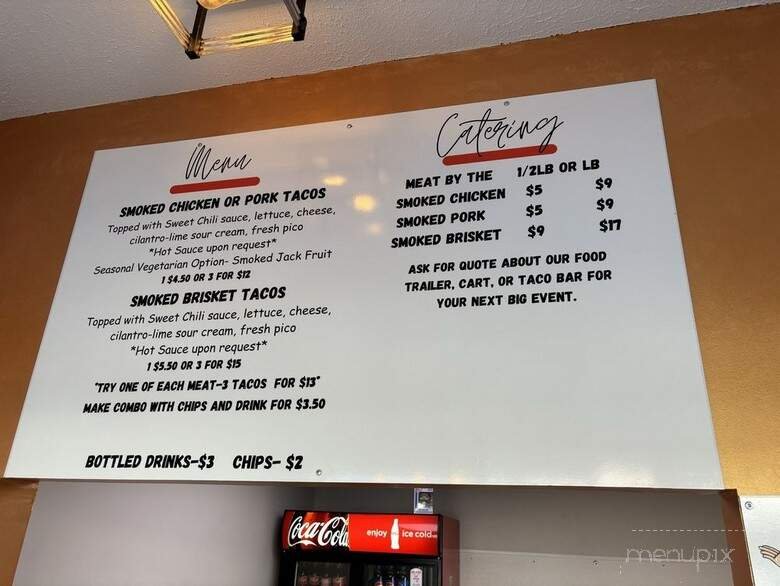 Menu
SMOKED CHICKEN OR PORK TACOS
Topped with Sweet Chili sauce, lettuce, cheese,
cilantro-lime sour cream, fresh pico
*Hot Sauce upon request*
Seasonal Vegetarian Option- Smoked Jack Fruit
1 $4.50 OR 3 FOR $12
SMOKED BRISKET TACOS
Topped with Sweet Chili sauce, lettuce, cheese,
cilantro-lime sour cream, fresh pico
*Hot Sauce upon request*
1 $5.50 OR 3 FOR $15
"TRY ONE OF EACH MEAT-3 TACOS FOR $13"
MAKE COMBO WITH CHIPS AND DRINK FOR $3.50
BOTTLED DRINKS-$3 CHIPS- $2
Catering
MEAT BY THE 1/2LB OR LB
SMOKED CHICKEN $5 $9
SMOKED PORK $5 $9
SMOKED BRISKET $9 $17
ASK FOR QUOTE ABOUT OUR FOOD
TRAILER, CART, OR TACO BAR FOR
YOUR NEXT BIG EVENT.
Coca-Cola enjoy ice cold
menupix